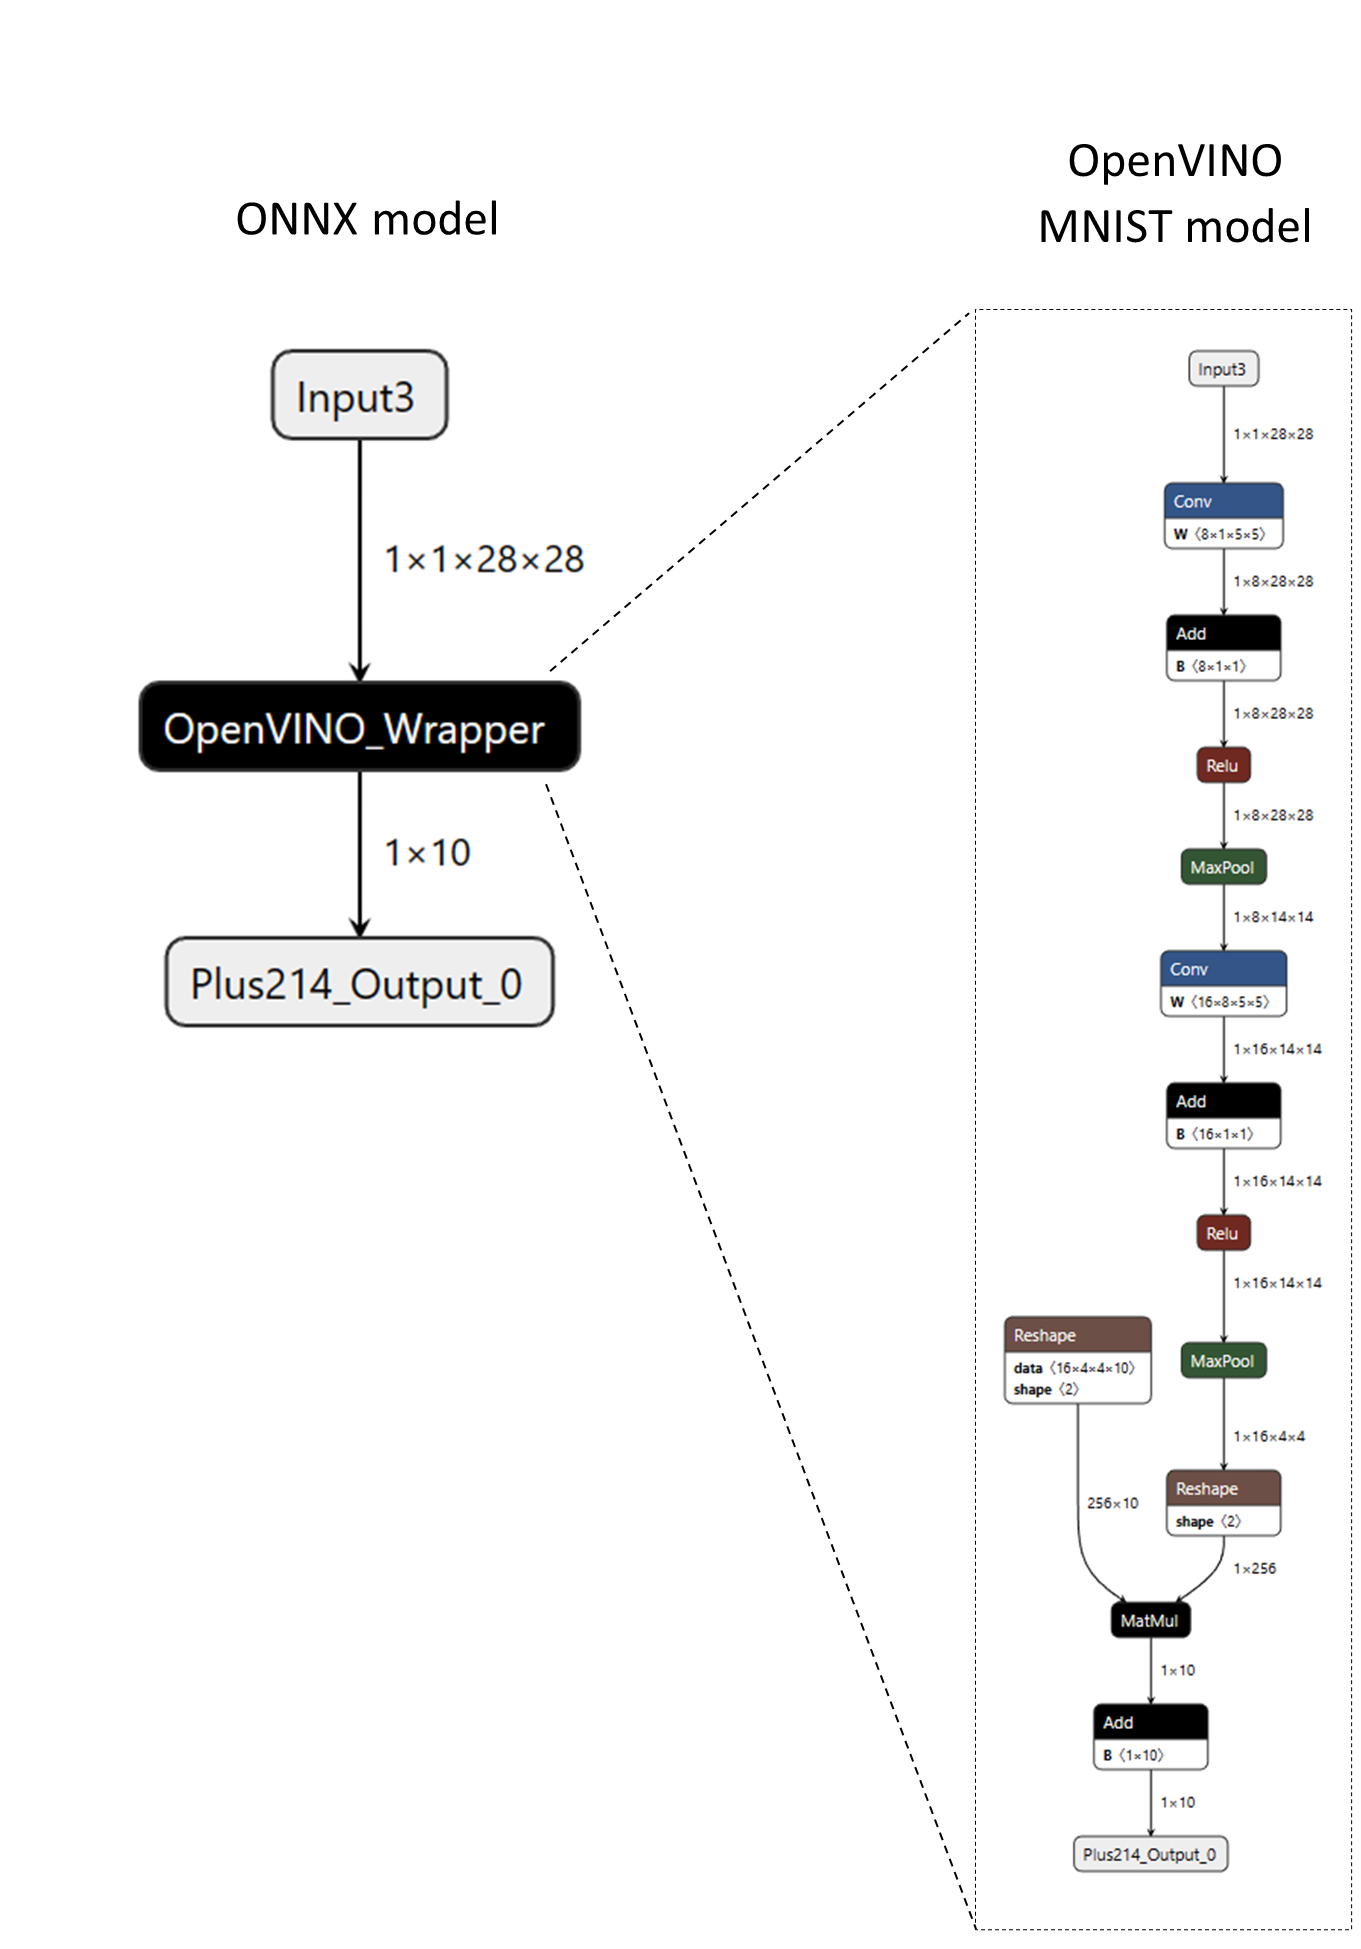 ONNX model
Input3
1×1×28×28
OpenVINO_Wrapper
1×10
Plus214_Output_0
OpenVINO
MNIST model
Input3
1×1×28×28
Conv
W ⟨8×1×5×5⟩
1×8×28×28
Add
B ⟨8×1×1⟩
1×8×28×28
Relu
1×8×28×28
MaxPool
1×8×14×14
Conv
W ⟨16×8×5×5⟩
1×16×14×14
Add
B ⟨16×1×1⟩
1×16×14×14
Relu
1×16×14×14
Reshape
data ⟨16×4×4×10⟩
shape ⟨2⟩
MaxPool
1×16×4×4
Reshape
shape ⟨2⟩
256×10
1×256
MatMul
1×10
Add
B ⟨1×10⟩
1×10
Plus214_Output_0